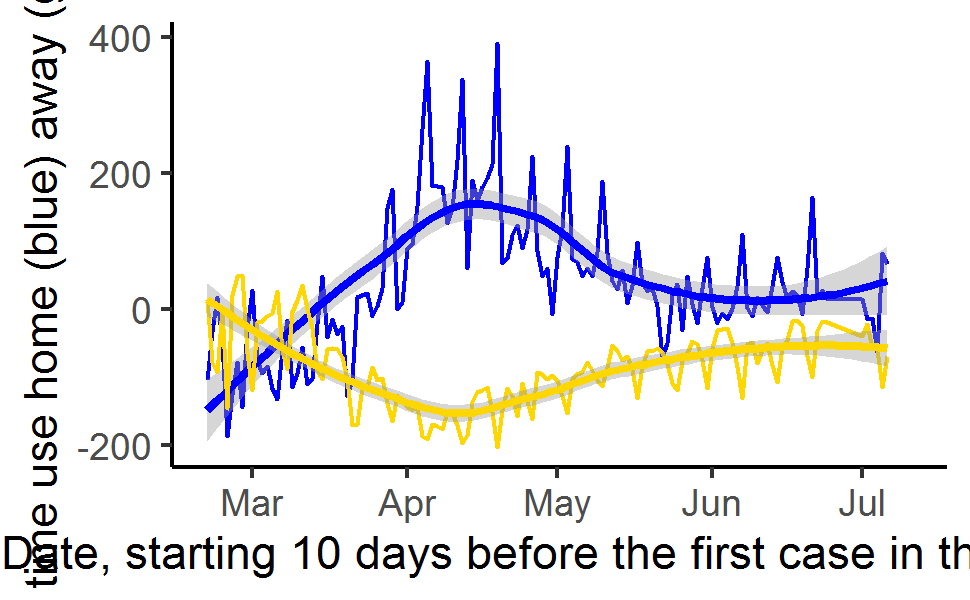 time use home (blue) away (
400
200
0
-200
Mar Apr May Jun Jul
Date, starting 10 days before the first case in th